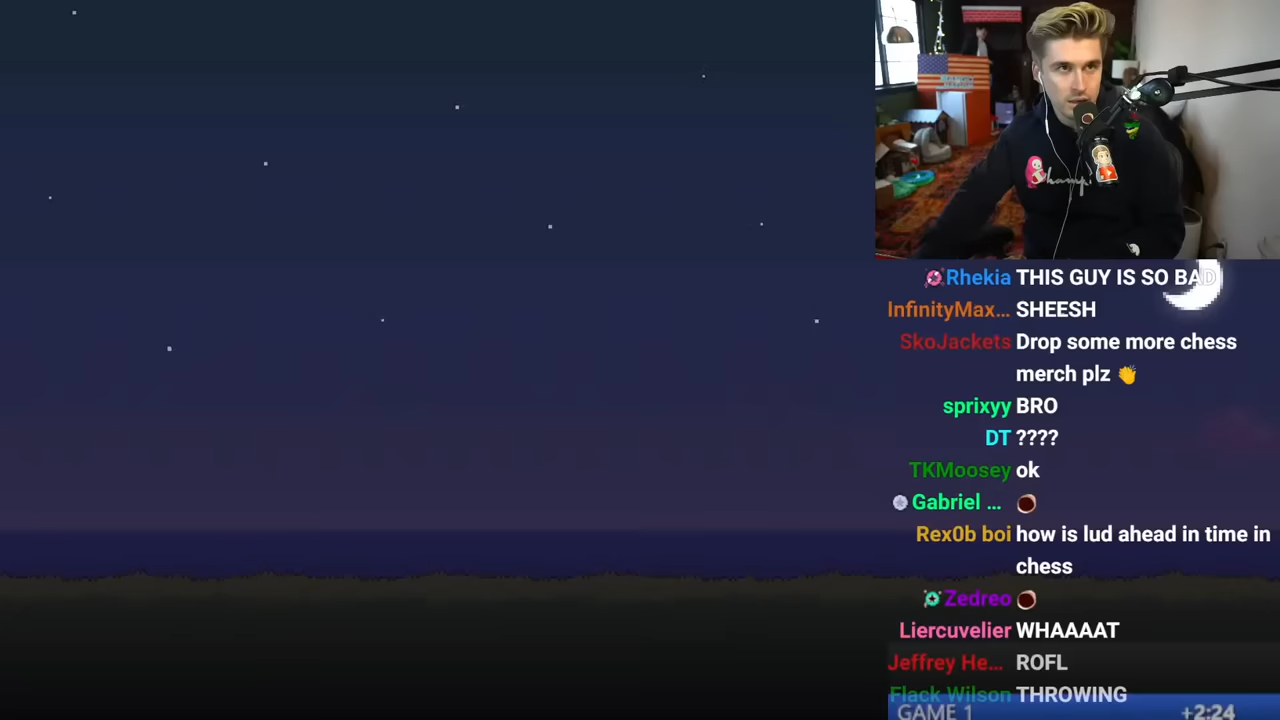 Champi
Rhekia THIS GUY IS SO BAD
InfinityMax... SHEESH
SkoJackets Drop some more chess
merch plz 👏
sprixyy BRO
DT ????
TKMoosey ok
Gabriel ...
Rex0b boi how is lud ahead in time in
chess
Zedreo
Liercuvelier WHAAAAT
Jeffrey He... ROFL
Flack Wilson THROWING
GAME 1 +2:24